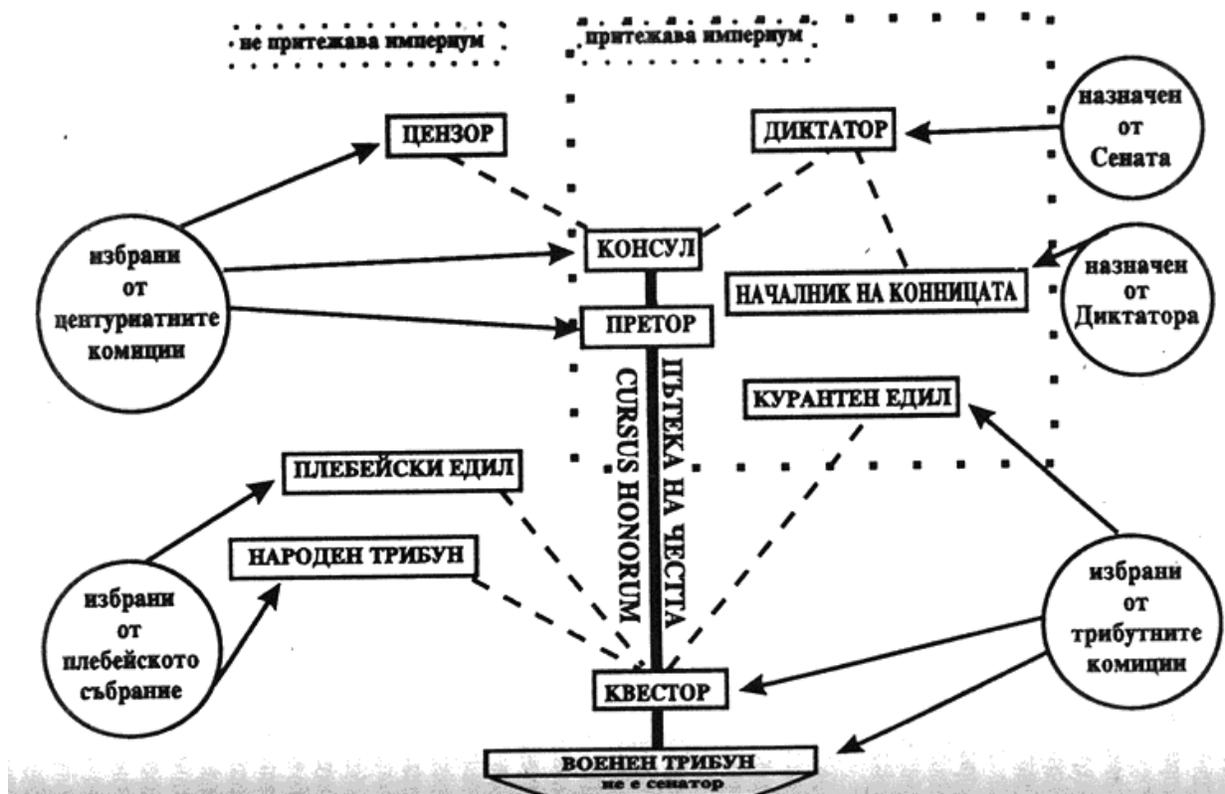 не притежава империум
притежава империум
ЦЕНЗОР
ДИКТАТОР
назначен
от
Сената
избрани
от
центуриатните
комиции
КОНСУЛ
НАЧАЛНИК НА КОННИЦАТА
назначен
от
Диктатора
ПРЕТОР
CURSUS HONORUM
ПЪТЕКА НА ЧЕСТТА
КУРАНТЕН ЕДИЛ
ПЛЕБЕЙСКИ ЕДИЛ
НАРОДЕН ТРИБУН
избрани
от
плебейското
събрание
избрани
от
трибутните
комиции
КВЕСТОР
ВОЕНЕН ТРИБУН
не е сенатор